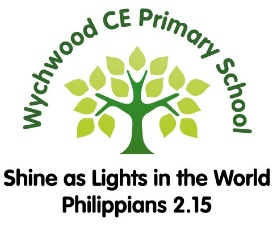 Wychwood CE Primary School
Shine as Lights in the World
Philippians 2.15